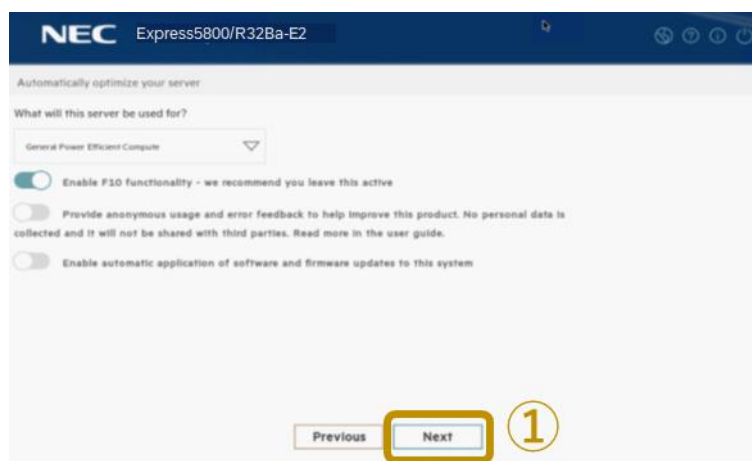 NEC Express5800/R32Ba-E2
Automatically optimize your server
What will this server be used for?
General Power Efficient Compute
Enable F10 functionality - we recommend you leave this active
Provide anonymous usage and error feedback to help improve this product. No personal data is
collected and it will not be shared with third parties. Read more in the user guide.
Enable automatic application of software and firmware updates to this system
Previous Next ①